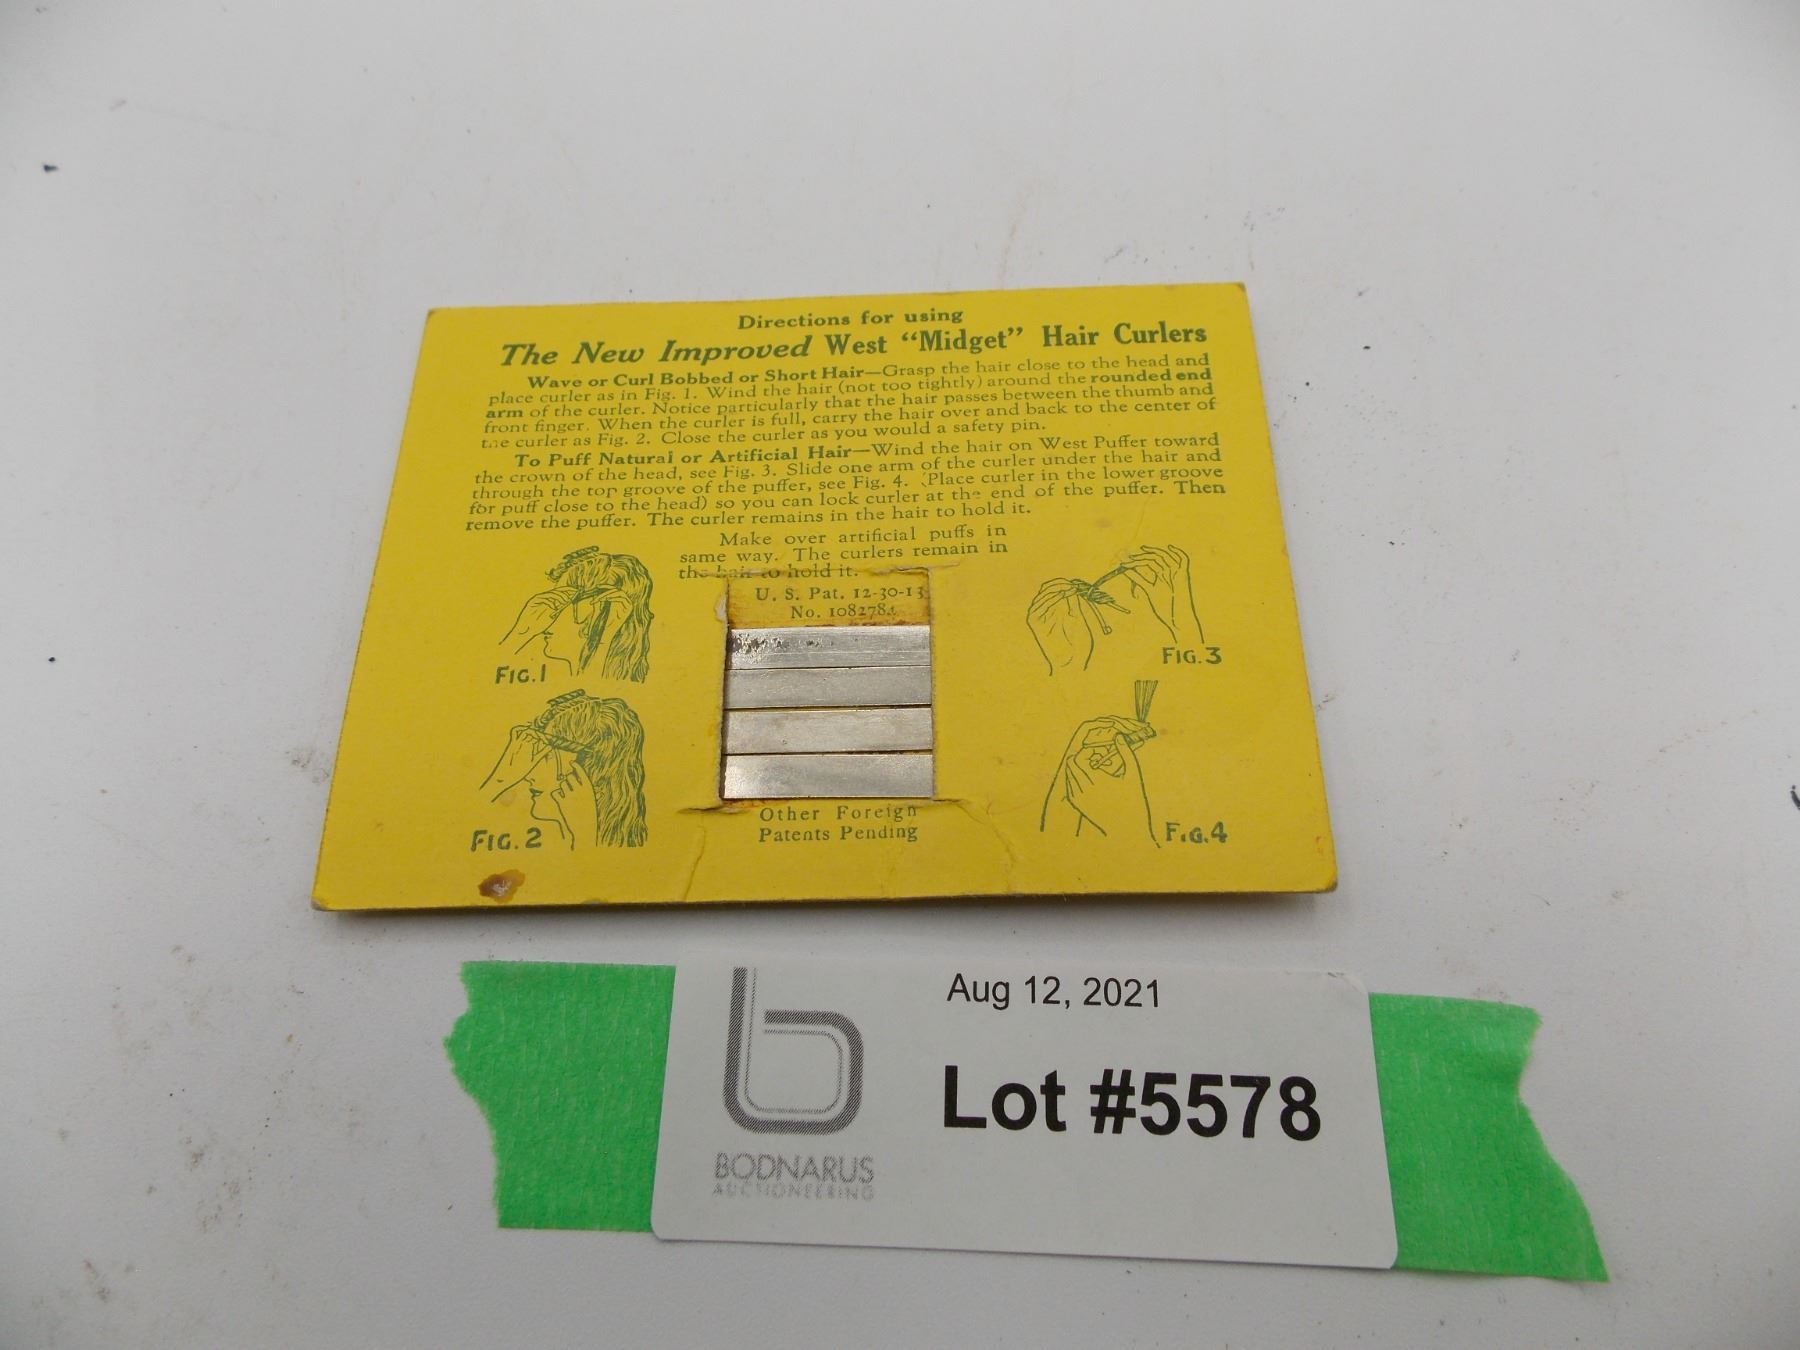 Directions for using
The New Improved West “Midget” Hair Curlers
Wave or Curl Bobbed or Short Hair—Grasp the hair close to the head and
place curler as in Fig. 1. Wind the hair (not too tightly) around the rounded end
arm of the curler. Notice particularly that the hair passes between the thumb and
front finger. When the curler is full, carry the hair over and back to the center of
the curler as Fig. 2. Close the curler as you would a safety pin.
To Puff Natural or Artificial Hair—Wind the hair on West Puffer toward
the crown of the head, see Fig. 3. Slide one arm of the curler under the hair and
through the top groove of the puffer, see Fig. 4. (Place curler in the lower groove
for puff close to the head) so you can lock curler at the end of the puffer. Then
remove the puffer. The curler remains in the hair to hold it.
Make over artificial puffs in
same way. The curlers remain in
the hair to hold it.
U. S. Pat. 12-30-13
No. 1082784
FIG. 1
FIG. 3
FIG. 2
FIG. 4
Other Foreign
Patents Pending
Aug 12, 2021
Lot #5578
BODNARUS
AUCTIONEERING